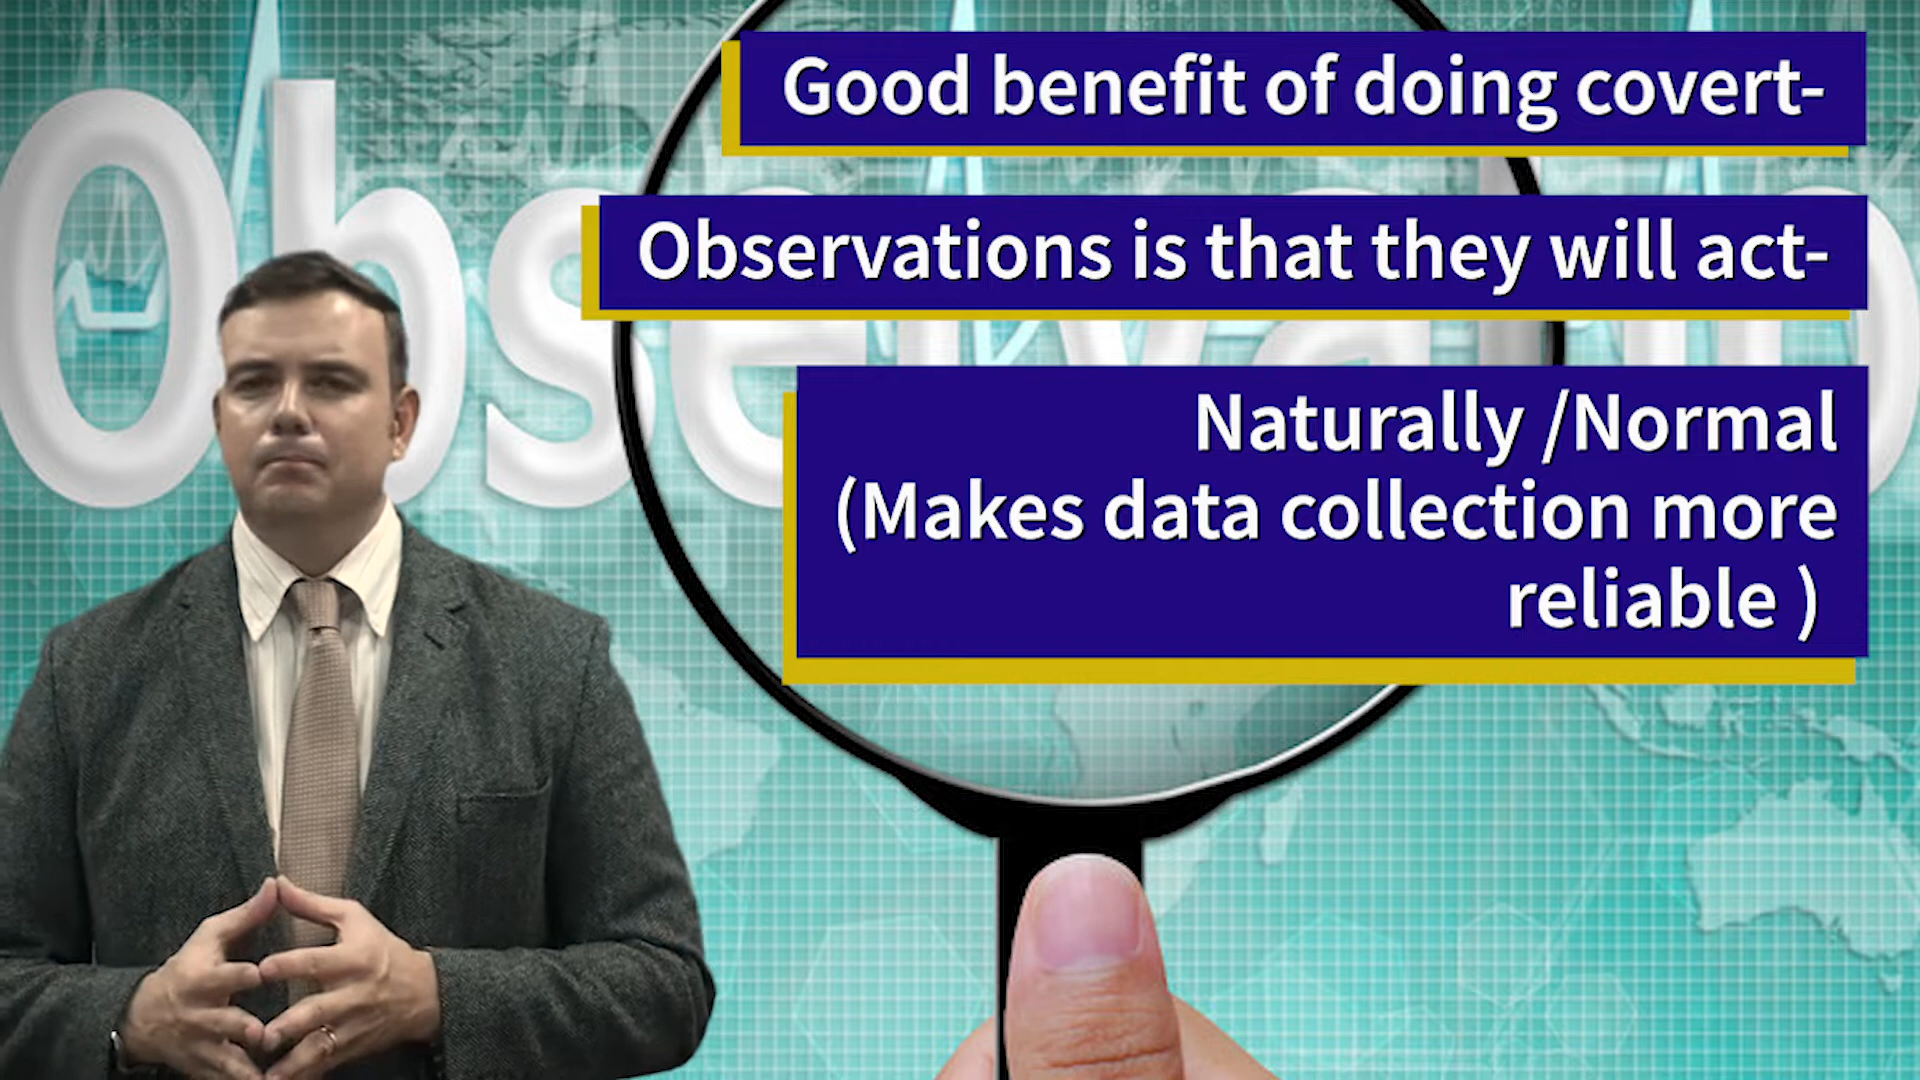 Good benefit of doing covert-
Observations is that they will act-
Naturally /Normal
(Makes data collection more
reliable )